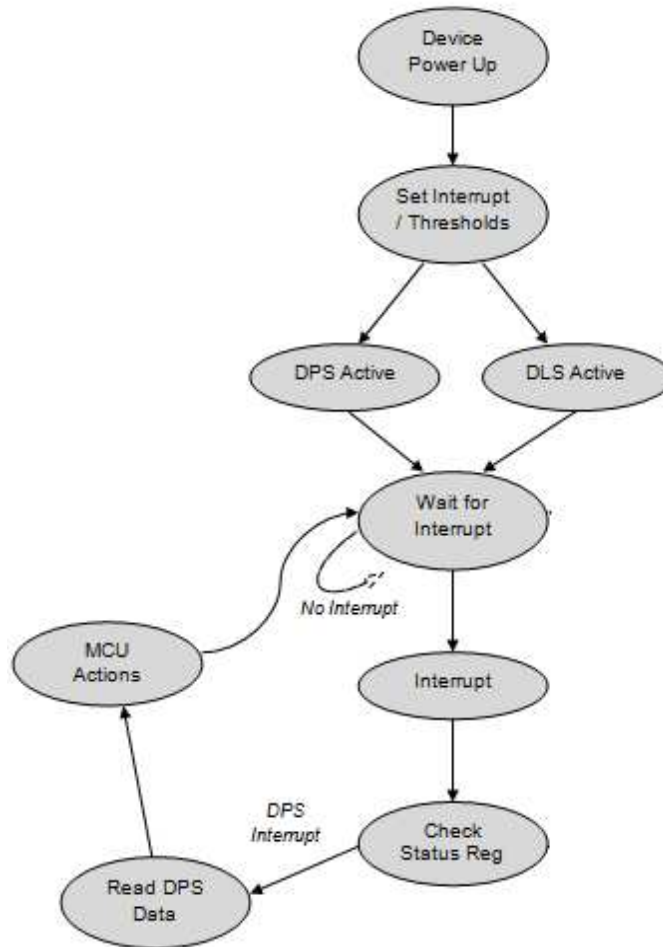 Device
Power Up
Set Interrupt
/ Thresholds
DPS Active
DLS Active
Wait for
Interrupt
No Interrupt
MCU
Actions
Interrupt
DPS
Interrupt
Check
Status Reg
Read DPS
Data